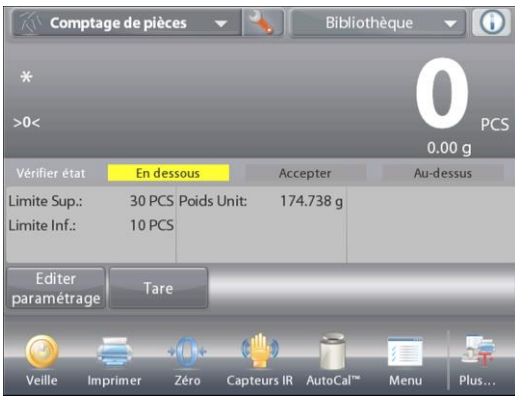 Comptage de pièces Bibliothèque
*
0 PCS
>0<
0.00 g
Vérifier état En dessous Accepter Au-dessus
Limite Sup.: 30 PCS Poids Unit: 174.738 g
Limite Inf.: 10 PCS
Editer
paramétrage
Tare
Veille Imprimer Zéro Capteurs IR AutoCal™ Menu Plus...